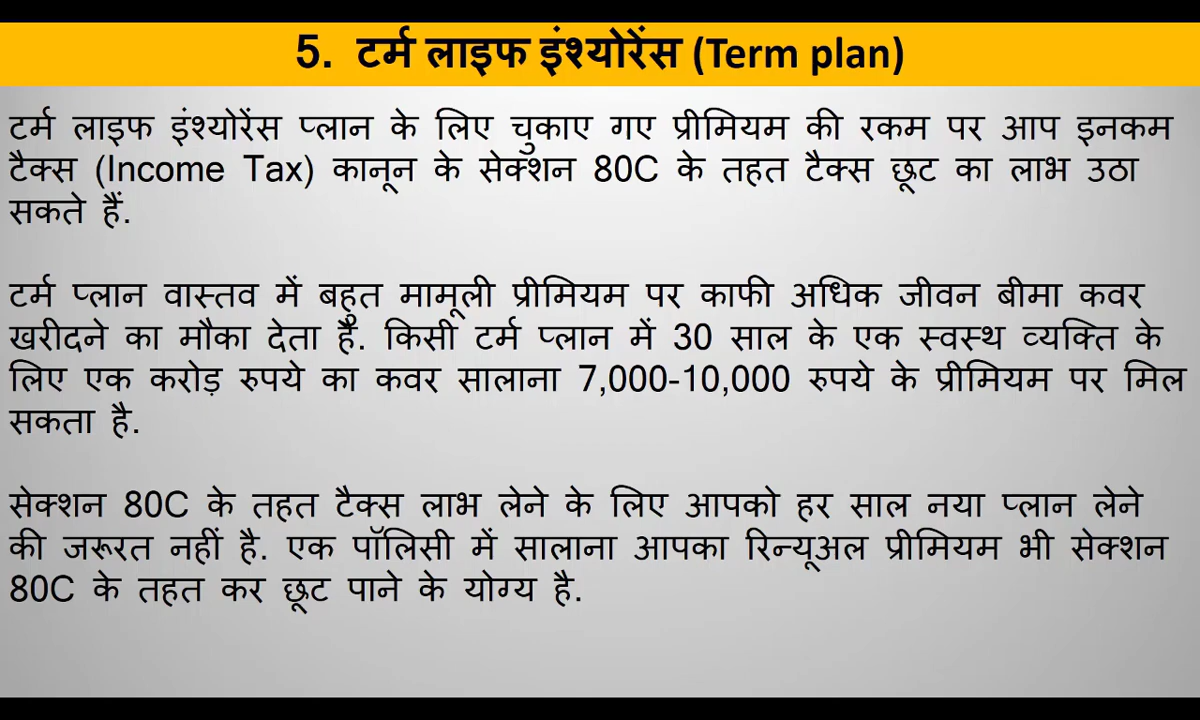 5. टर्म लाइफ इंश्योरेंस (Term plan)
टर्म लाइफ इंश्योरेंस प्लान के लिए चुकाए गए प्रीमियम की रकम पर आप इनकम
टैक्स (Income Tax) कानून के सेक्शन 80C के तहत टैक्स छूट का लाभ उठा
सकते हैं.
टर्म प्लान वास्तव में बहुत मामूली प्रीमियम पर काफी अधिक जीवन बीमा कवर
खरीदने का मौका देता है. किसी टर्म प्लान में 30 साल के एक स्वस्थ व्यक्ति के
लिए एक करोड़ रुपये का कवर सालाना 7,000-10,000 रुपये के प्रीमियम पर मिल
सकता है.
सेक्शन 80C के तहत टैक्स लाभ लेने के लिए आपको हर साल नया प्लान लेने
की जरूरत नहीं है. एक पॉलिसी में सालाना आपका रिन्यूअल प्रीमियम भी सेक्शन
80C के तहत कर छूट पाने के योग्य है.